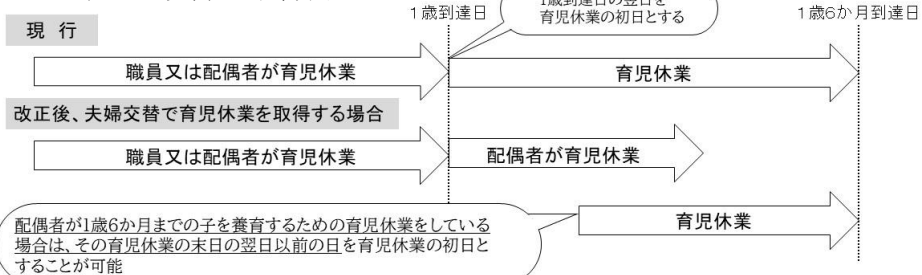 1歳到達日
1歳到達日の翌日を
育児休業の初日とする
1歳6か月到達日
現 行
職員又は配偶者が育児休業
育児休業
改正後、夫婦交替で育児休業を取得する場合
職員又は配偶者が育児休業
配偶者が育児休業
育児休業
配偶者が1歳6か月までの子を養育するための育児休業をしている
場合は、その育児休業の末日の翌日以前の日を育児休業の初日と
することが可能